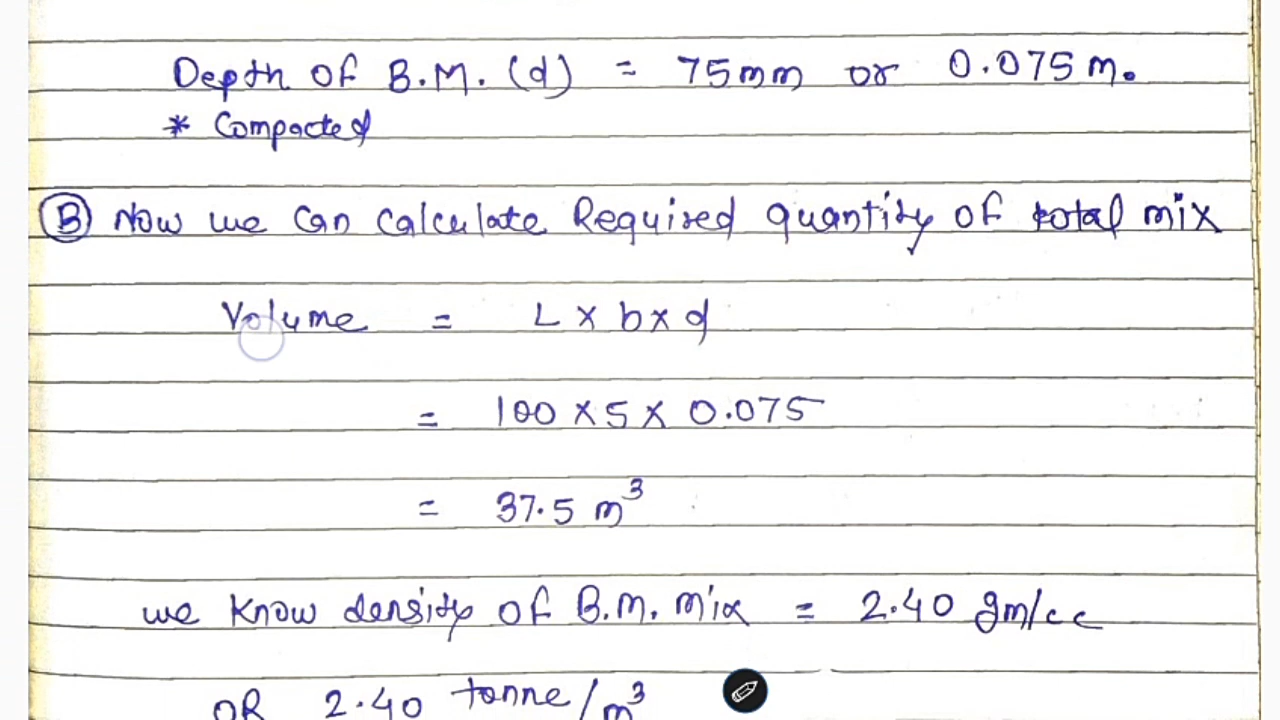 Depth of B.M. (d) = 75mm or 0.075 m.
* Compacted
(B) Now we can calculate Required quantity of total mix
Volume = L x b x d
= 100 x 5 x 0.075
= 37.5 m³
we know density of B.M. mix = 2.40 gm/cc
OR 2.40 tonne/m³